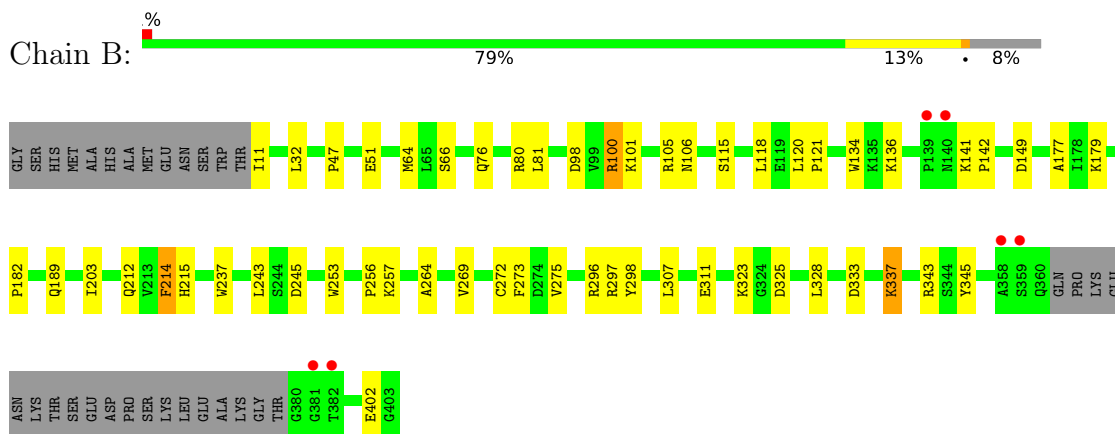 .%
Chain B:
79% 13% • 8%
GLY SER HIS MET ALA HIS ALA MET GLU ASN SER TRP THR I11 L32 P47 E51 M64 L65 S66 Q76 R80 L81 D98 V99 R100 K101 R105 N106 S115 L118 E119 L120 P121 W134 K135 K136 P139 N140 K141 P142 D149 A177 I178 K179
P182 Q189 I203 Q212 V213 F214 H215 W237 L243 S244 D245 W253 P256 K257 A264 V269 C272 F273 D274 V275 R296 R297 Y298 L307 E311 K323 G324 D325 L328 D333 K337 R343 S344 Y345 A358 S359 Q360 GLN PRO LYS GLU
ASN LYS THR SER GLU ASP PRO SER LYS LEU GLU ALA LYS GLY THR G380 G381 T382 E402 G403